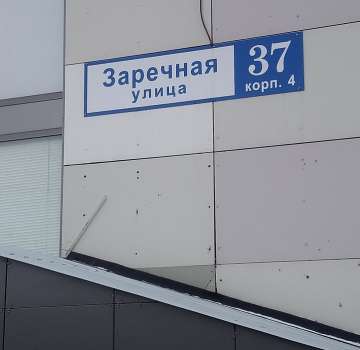 Заречная
улица
37
корп. 4